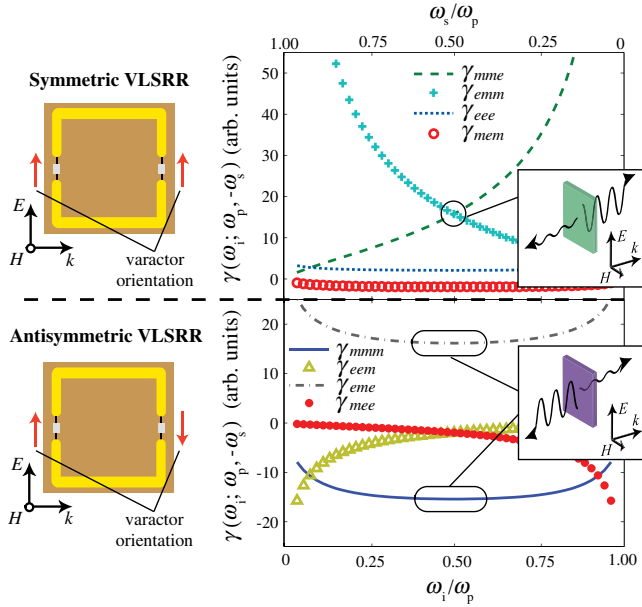 ω_s/ω_p
1.00 0.75 0.50 0.25 0
Symmetric VLSRR
E
H
k
varactor
orientation
γ(ω_i; ω_p, -ω_s) (arb. units)
50
40
30
20
10
0
γ_mme
γ_emm
γ_eee
γ_mem
E
H
k
Antisymmetric VLSRR
E
H
k
varactor
orientation
γ(ω_i; ω_p, -ω_s) (arb. units)
20
10
0
-10
-20
γ_mmm
γ_eem
γ_eme
γ_mee
E
H
k
0 0.25 0.50 0.75 1.00
ω_i/ω_p